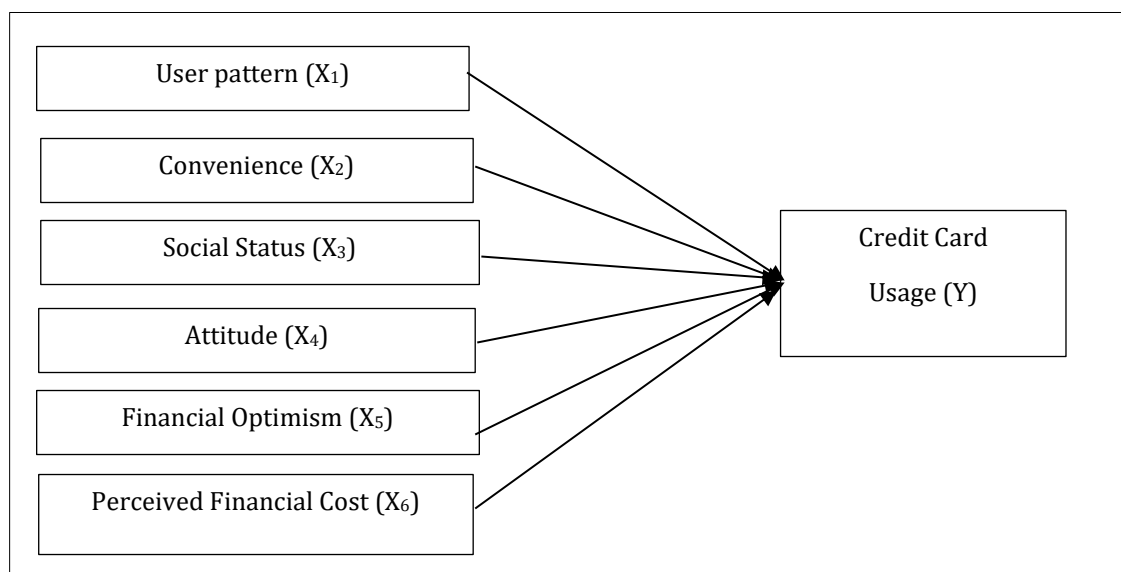 User pattern (X₁)
Convenience (X₂)
Social Status (X₃)
Attitude (X₄)
Financial Optimism (X₅)
Perceived Financial Cost (X₆)
Credit Card
Usage (Y)